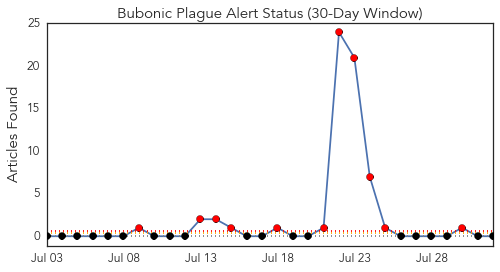 Bubonic Plague Alert Status (30-Day Window)
Articles Found
25
20
15
10
5
0
Jul 03 Jul 08 Jul 13 Jul 18 Jul 23 Jul 28